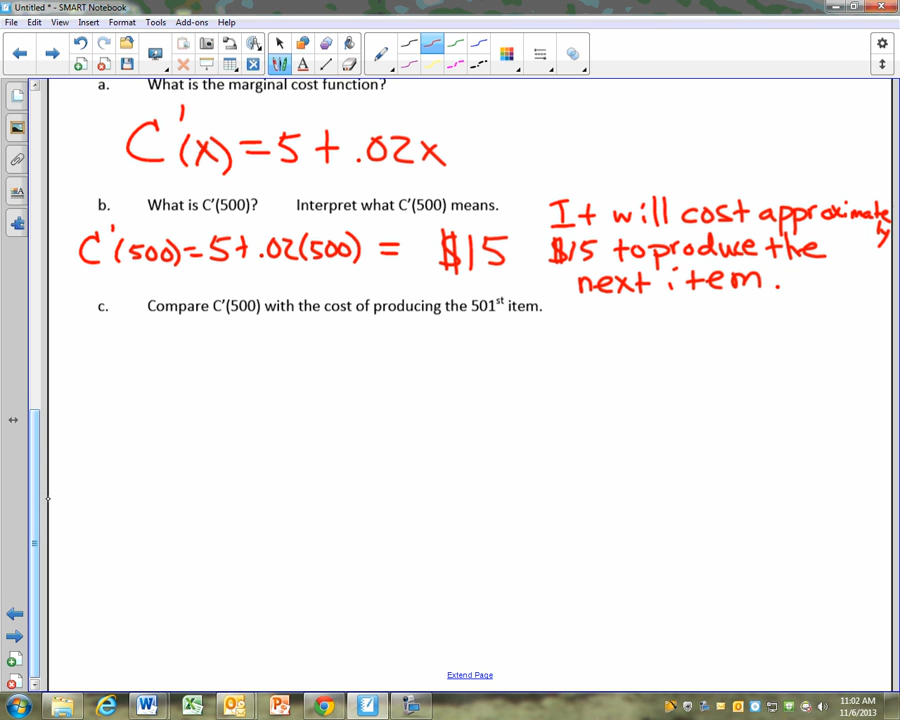 Untitled * - SMART Notebook
File Edit View Insert Format Tools Add-ons Help
a. What is the marginal cost function?
C'(x) = 5 + .02x
b. What is C'(500)? Interpret what C'(500) means.
C'(500) = 5 + .02(500) = $15
It will cost approximately
$15 to produce the
next item.
c. Compare C'(500) with the cost of producing the 501st item.
Extend Page
11:02 AM
11/6/2013